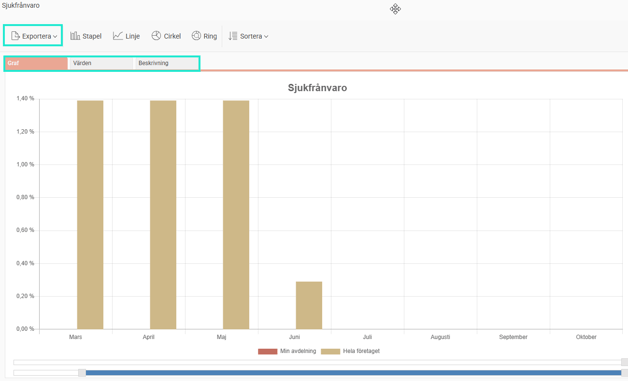 Sjukfrånvaro
Exportera Stapel Linje Cirkel Ring Sortera
Graf Värden Beskrivning
Sjukfrånvaro
1,40 %
1,20 %
1,00 %
0,80 %
0,60 %
0,40 %
0,20 %
0,00 %
Mars April Maj Juni Juli Augusti September Oktober
Min avdelning Hela företaget